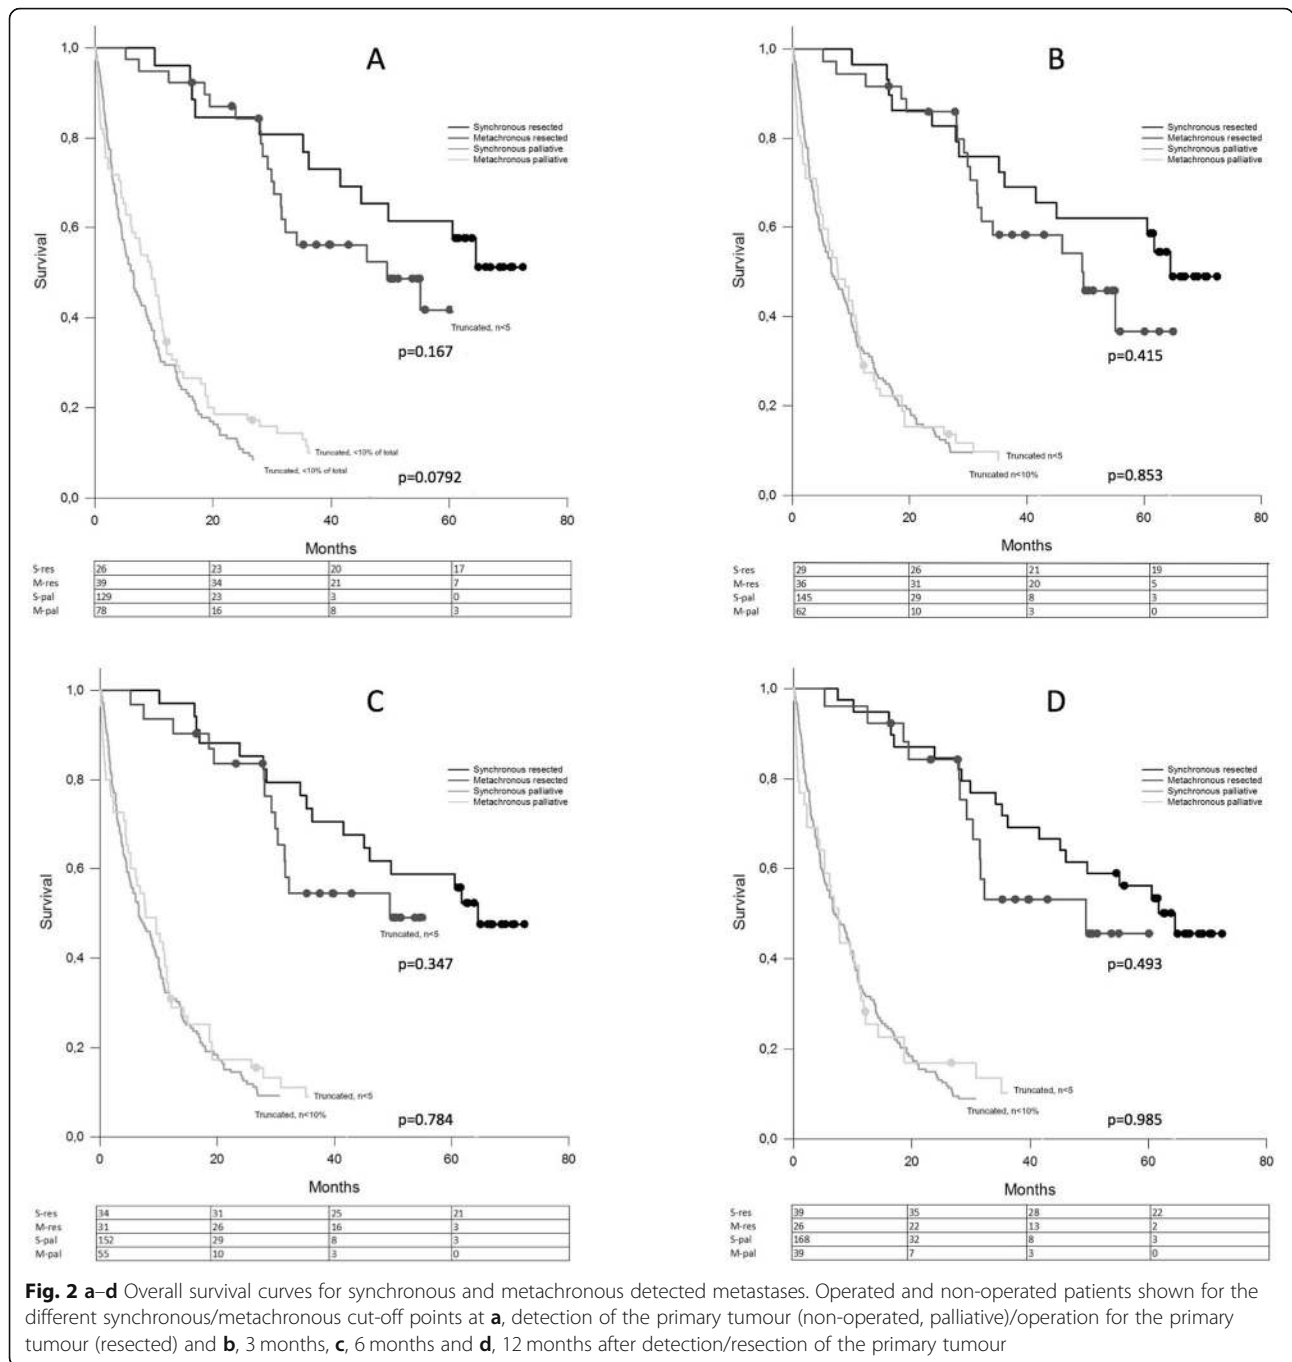 A
1,0
0,8
0,6
0,4
0,2
0,0
Survival
Synchronous resected
Metachronous resected
Synchronous palliative
Metachronous palliative
Truncated, n<5
p=0.167
Truncated, <10% of total
Truncated, <10% of total
p=0.0792
0 20 40 60 80
Months
S-res 26 23 20 17
M-res 39 34 21 7
S-pal 129 23 3 0
M-pal 78 16 8 3
B
1,0
0,8
0,6
0,4
0,2
0,0
Survival
Synchronous resected
Metachronous resected
Synchronous palliative
Metachronous palliative
p=0.415
Truncated n<5
Truncated n<10%
p=0.853
0 20 40 60 80
Months
S-res 29 26 21 19
M-res 36 31 20 5
S-pal 145 29 8 3
M-pal 62 10 3 0
C
1,0
0,8
0,6
0,4
0,2
0,0
Survival
Synchronous resected
Metachronous resected
Synchronous palliative
Metachronous palliative
Truncated, n<5
p=0.347
Truncated, n<5
Truncated, n<10%
p=0.784
0 20 40 60 80
Months
S-res 34 31 25 21
M-res 31 26 16 3
S-pal 152 29 8 3
M-pal 55 10 3 0
D
1,0
0,8
0,6
0,4
0,2
0,0
Survival
Synchronous resected
Metachronous resected
Synchronous palliative
Metachronous palliative
p=0.493
Truncated, n<5
Truncated, n<10%
p=0.985
0 20 40 60 80
Months
S-res 39 35 28 22
M-res 26 22 13 2
S-pal 168 32 8 3
M-pal 39 7 3 0
Fig. 2 a–d Overall survival curves for synchronous and metachronous detected metastases. Operated and non-operated patients shown for the
different synchronous/metachronous cut-off points at a, detection of the primary tumour (non-operated, palliative)/operation for the primary
tumour (resected) and b, 3 months, c, 6 months and d, 12 months after detection/resection of the primary tumour